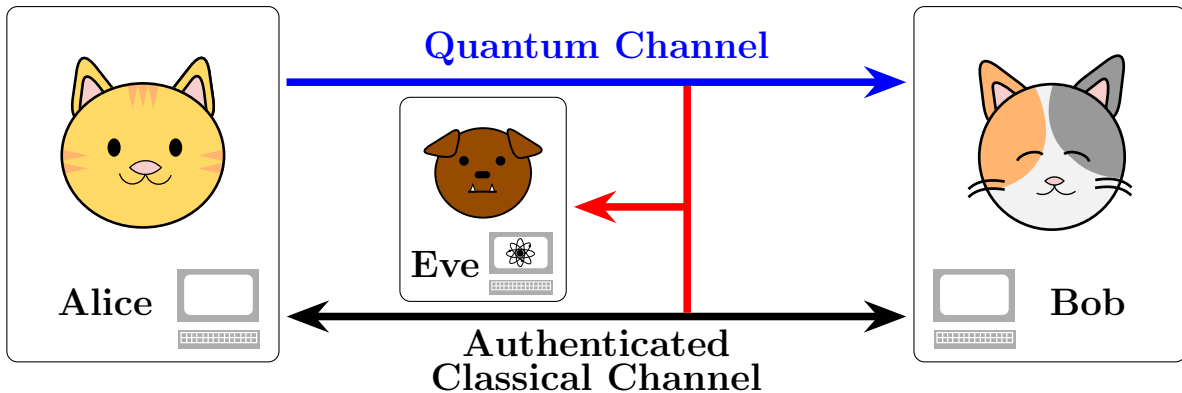 Quantum Channel
Eve
Alice
Bob
Authenticated
Classical Channel